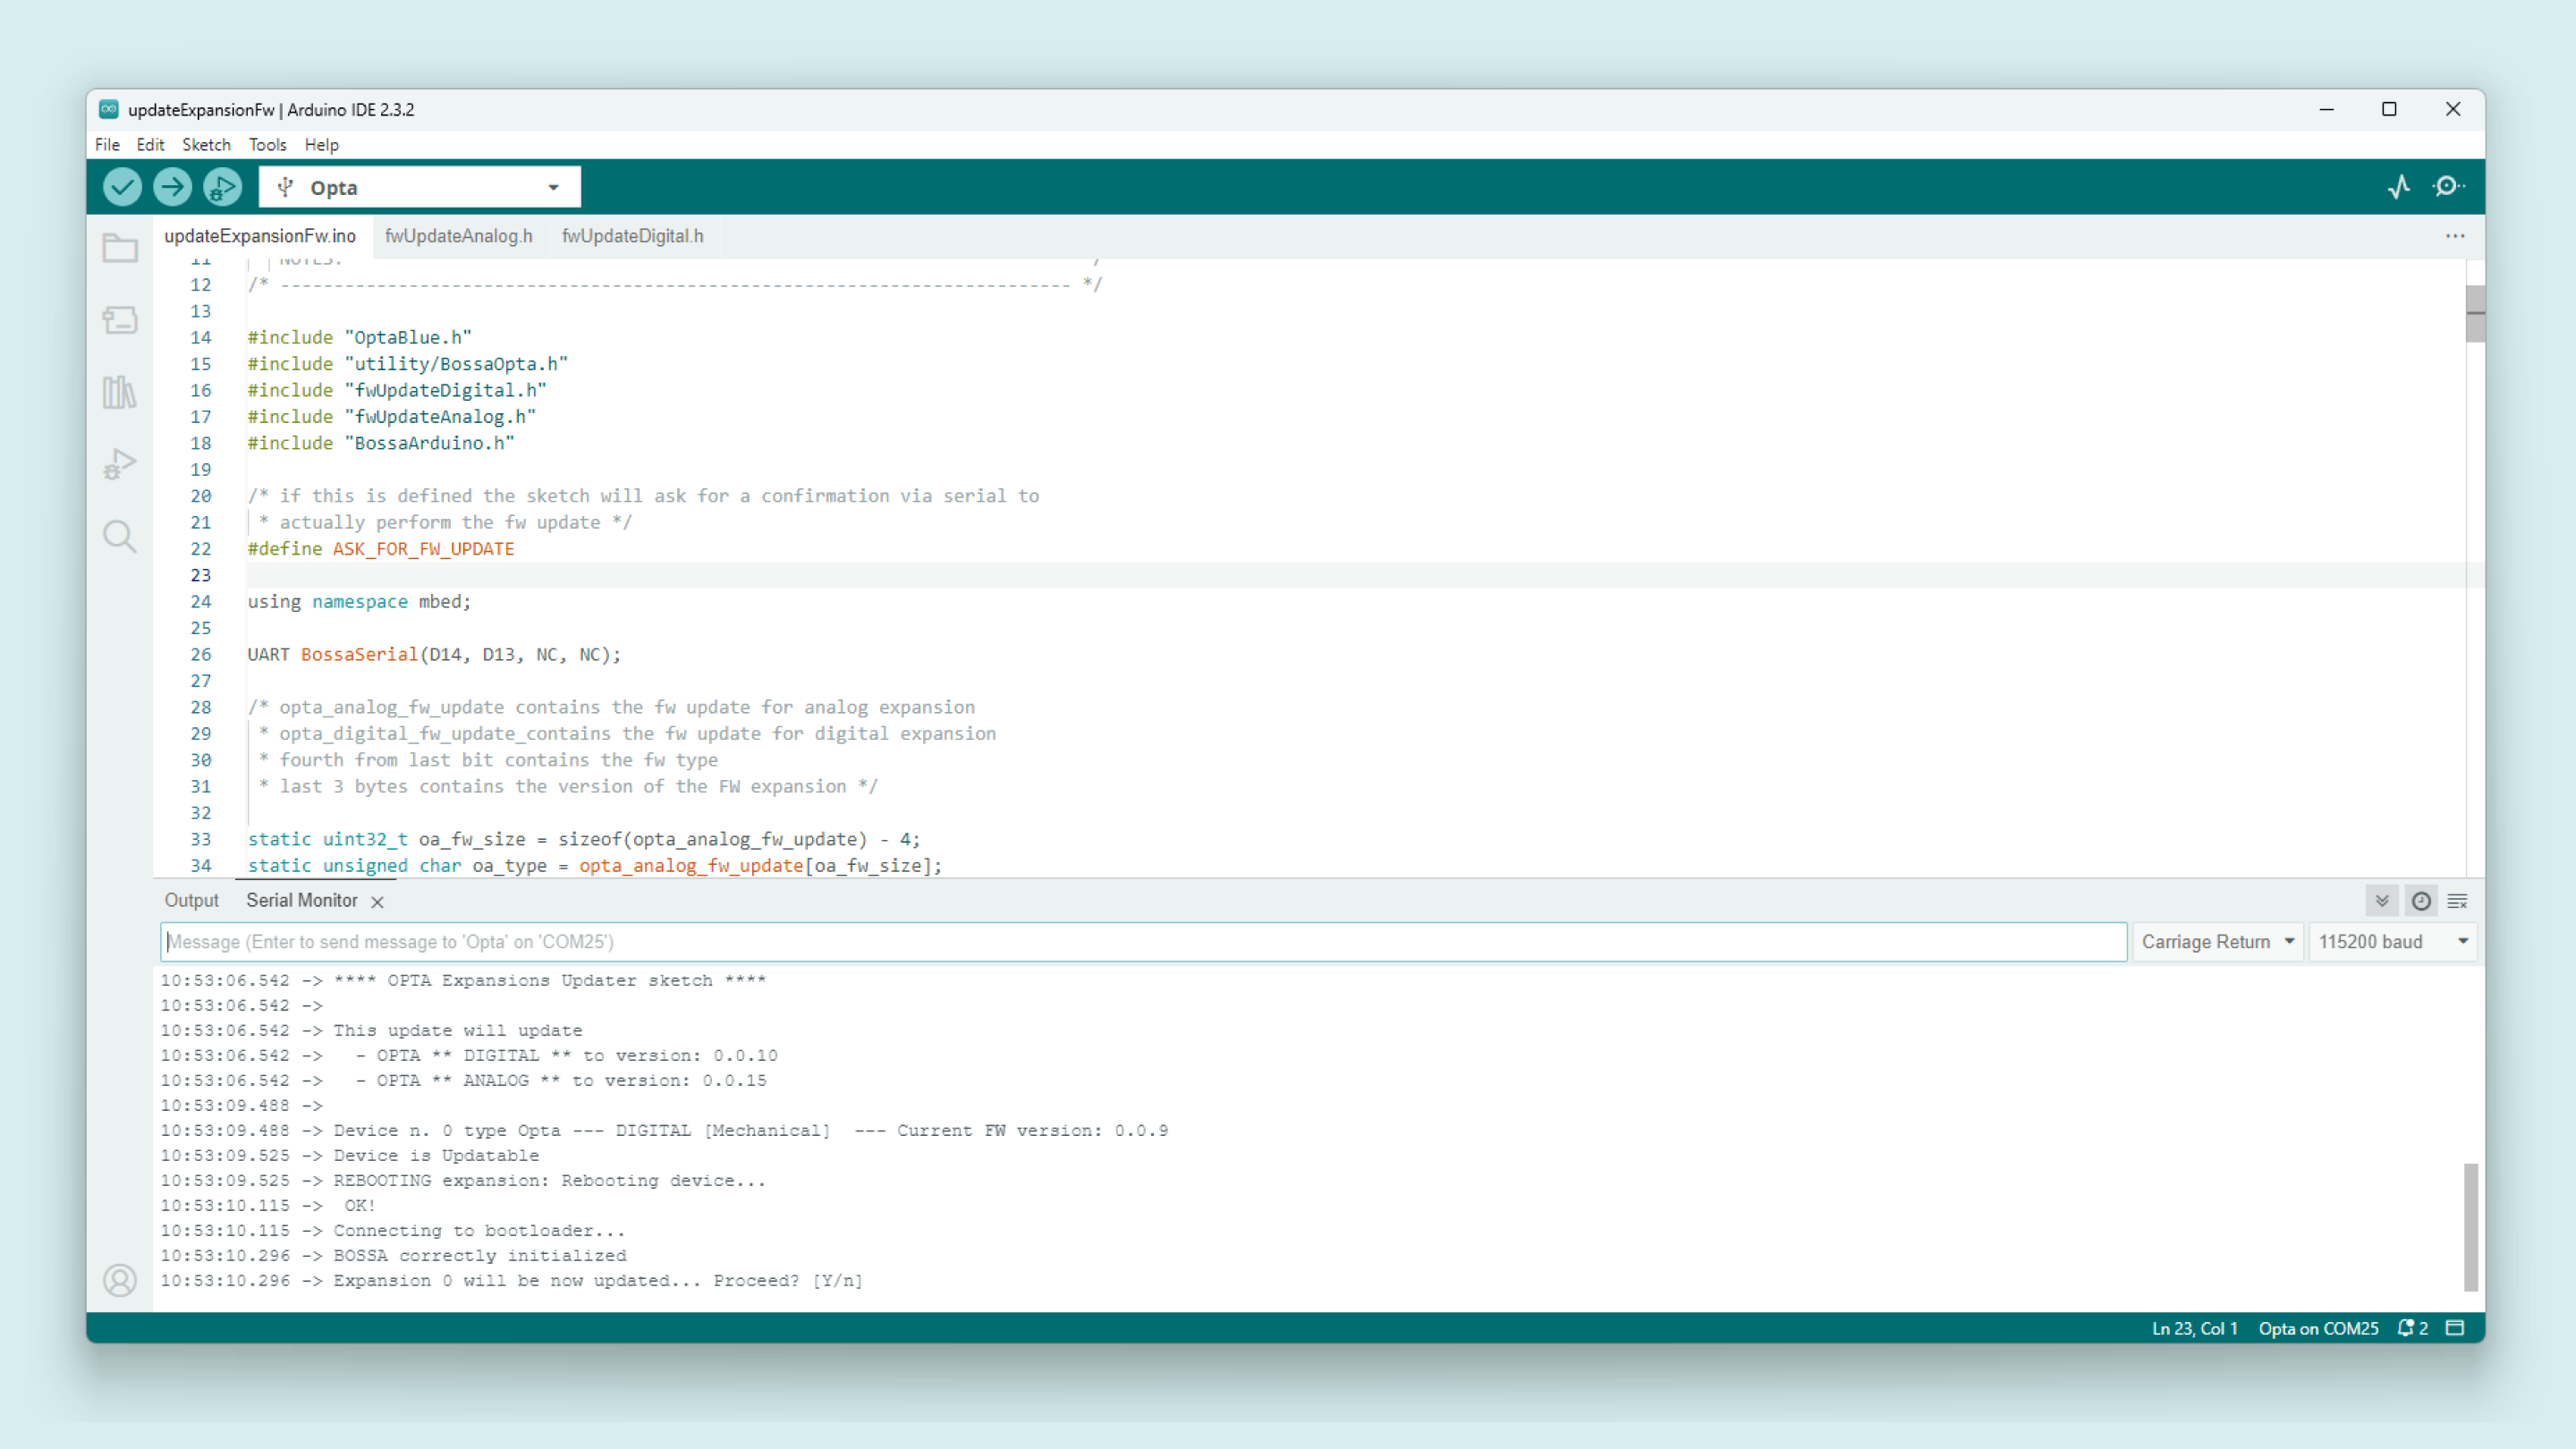 updateExpansionFw | Arduino IDE 2.3.2
File Edit Sketch Tools Help
Opta
updateExpansionFw.ino fwUpdateAnalog.h fwUpdateDigital.h
11 | NOTES: */
12 /* -------------------------------------------------------------------------- */
13
14 #include "OptaBlue.h"
15 #include "utility/BossaOpta.h"
16 #include "fwUpdateDigital.h"
17 #include "fwUpdateAnalog.h"
18 #include "BossaArduino.h"
19
20 /* if this is defined the sketch will ask for a confirmation via serial to
21 * actually perform the fw update */
22 #define ASK_FOR_FW_UPDATE
23
24 using namespace mbed;
25
26 UART BossaSerial(D14, D13, NC, NC);
27
28 /* opta_analog_fw_update contains the fw update for analog expansion
29 * opta_digital_fw_update_contains the fw update for digital expansion
30 * fourth from last bit contains the fw type
31 * last 3 bytes contains the version of the FW expansion */
32
33 static uint32_t oa_fw_size = sizeof(opta_analog_fw_update) - 4;
34 static unsigned char oa_type = opta_analog_fw_update[oa_fw_size];
Output Serial Monitor
Message (Enter to send message to 'Opta' on 'COM25') Carriage Return 115200 baud
10:53:06.542 -> **** OPTA Expansions Updater sketch ****
10:53:06.542 ->
10:53:06.542 -> This update will update
10:53:06.542 ->   - OPTA ** DIGITAL ** to version: 0.0.10
10:53:06.542 ->   - OPTA ** ANALOG ** to version: 0.0.15
10:53:09.488 ->
10:53:09.488 -> Device n. 0 type Opta --- DIGITAL [Mechanical]  --- Current FW version: 0.0.9
10:53:09.525 -> Device is Updatable
10:53:09.525 -> REBOOTING expansion: Rebooting device...
10:53:10.115 ->  OK!
10:53:10.115 -> Connecting to bootloader...
10:53:10.296 -> BOSSA correctly initialized
10:53:10.296 -> Expansion 0 will be now updated... Proceed? [Y/n]
Ln 23, Col 1 Opta on COM25 2